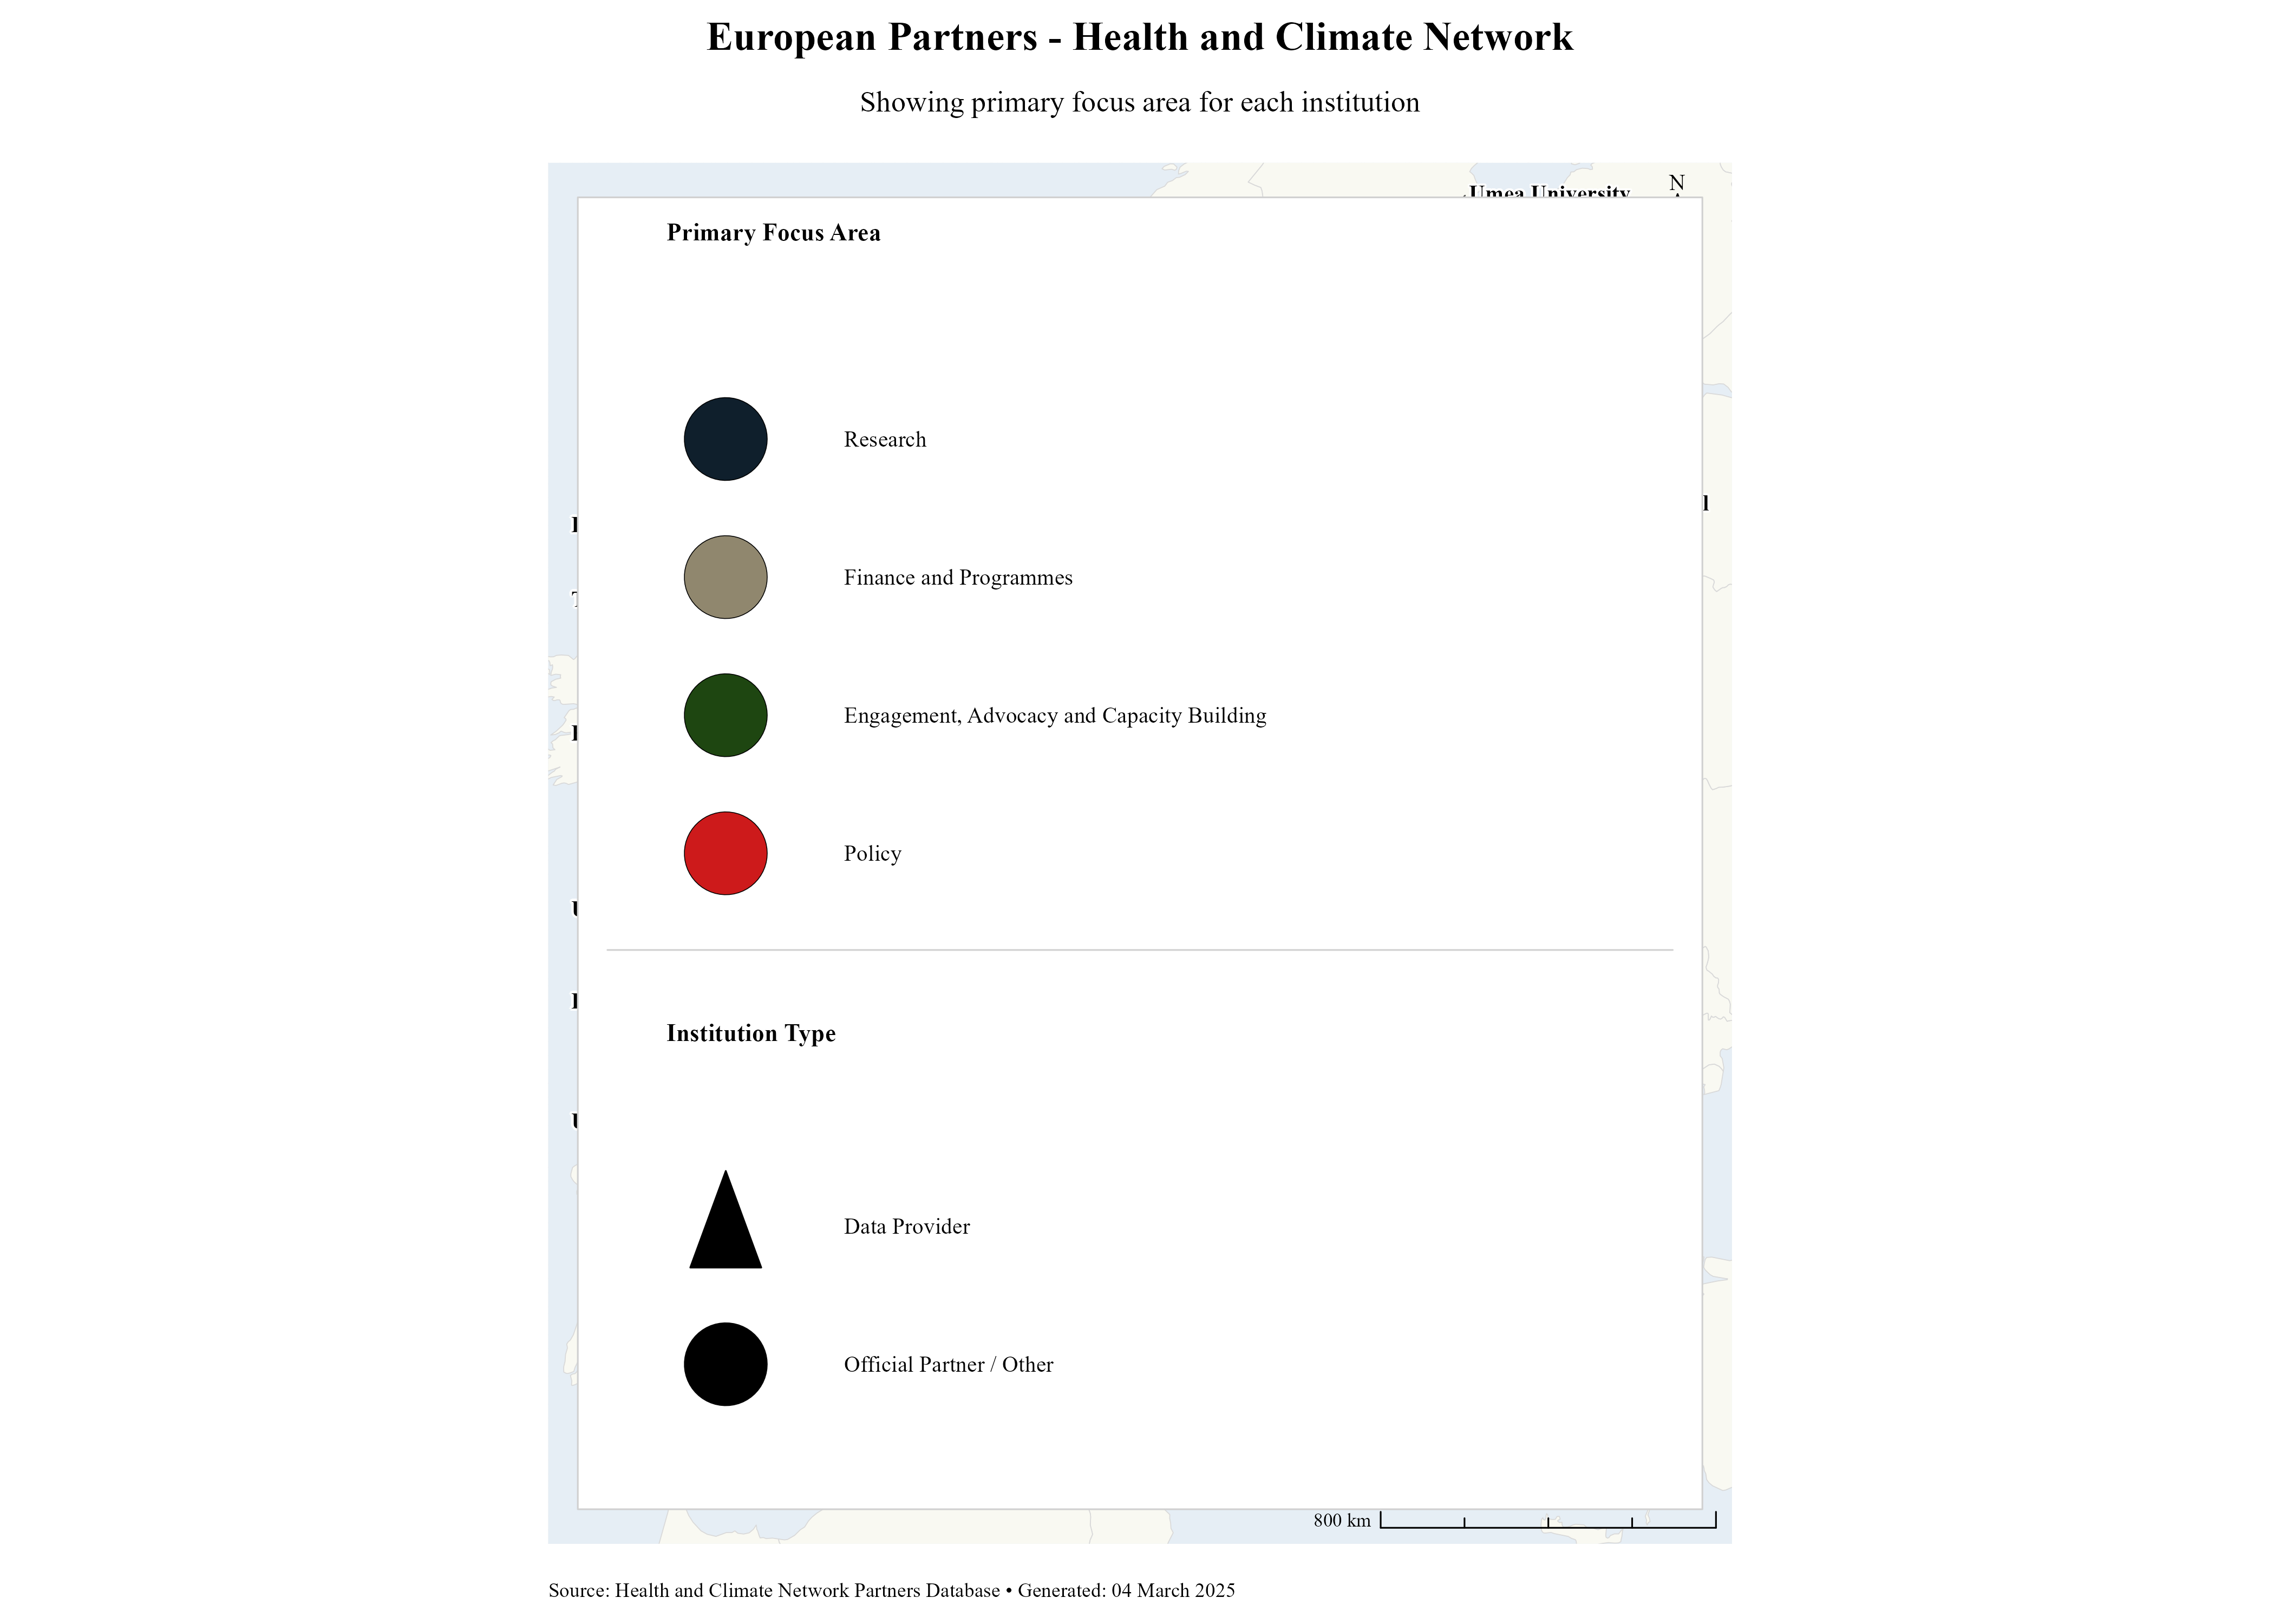 European Partners - Health and Climate Network
Showing primary focus area for each institution
Umea University
N
Primary Focus Area
Research
Finance and Programmes
Engagement, Advocacy and Capacity Building
Policy
Institution Type
Data Provider
Official Partner / Other
800 km
Source: Health and Climate Network Partners Database • Generated: 04 March 2025